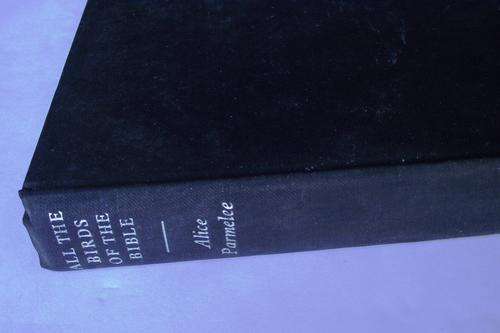 ALL THE
BIRDS
OF THE
BIBLE
Alice
Parmelee